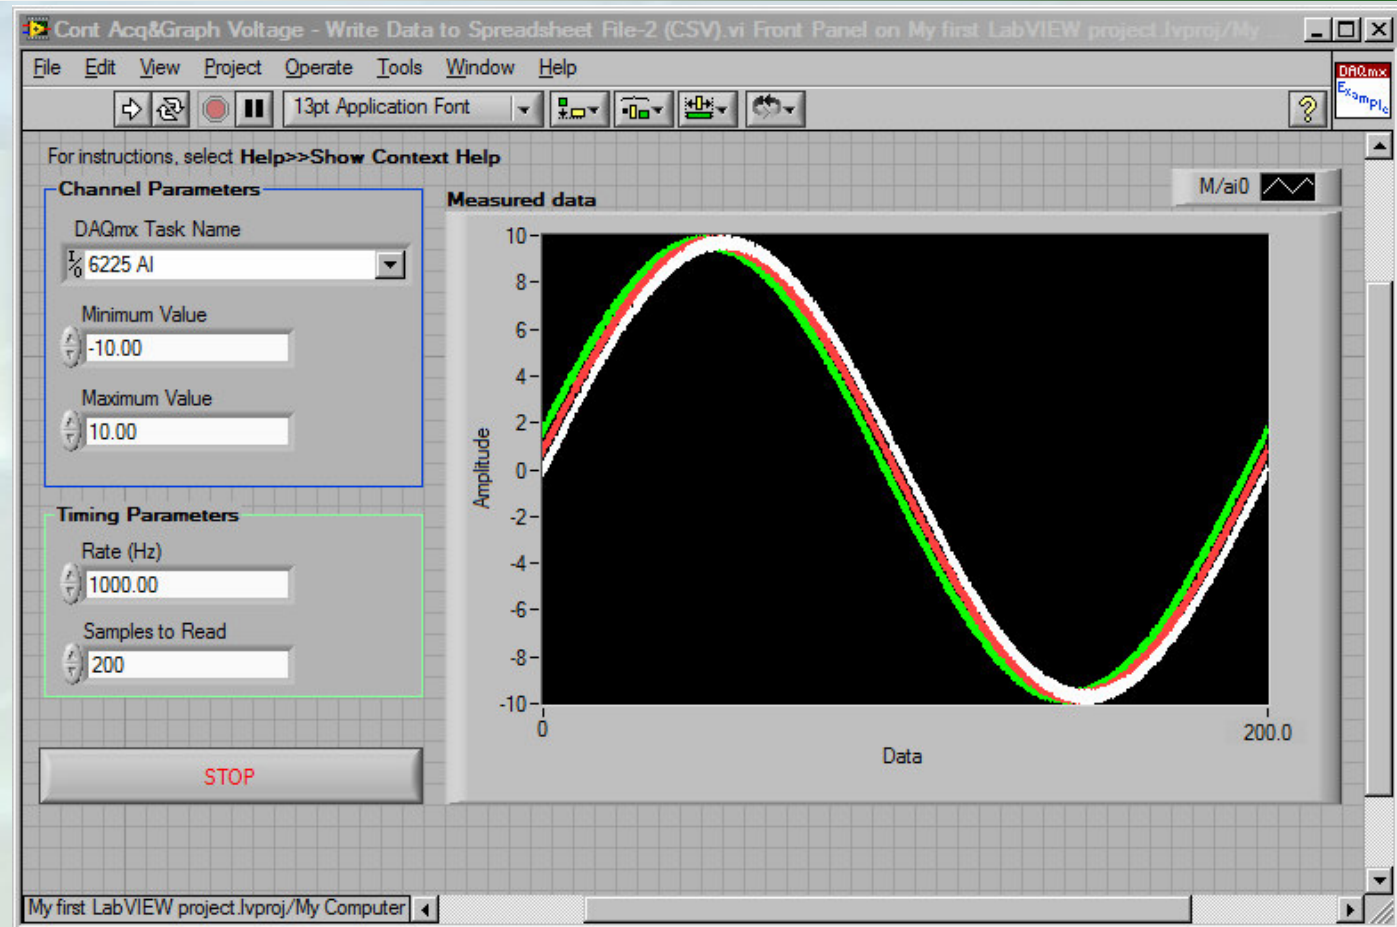 Cont Acq&Graph Voltage - Write Data to Spreadsheet File-2 (CSV).vi Front Panel on My first LabVIEW project.lvproj/My ...
File Edit View Project Operate Tools Window Help
13pt Application Font
?
DAQmx
Example
For instructions, select Help>>Show Context Help
Channel Parameters
DAQmx Task Name
I/O 6225 AI
Minimum Value
-10.00
Maximum Value
10.00
Timing Parameters
Rate (Hz)
1000.00
Samples to Read
200
STOP
Measured data
M/ai0
10
8
6
4
2
0
-2
-4
-6
-8
-10
Amplitude
0
200.0
Data
My first LabVIEW project.lvproj/My Computer